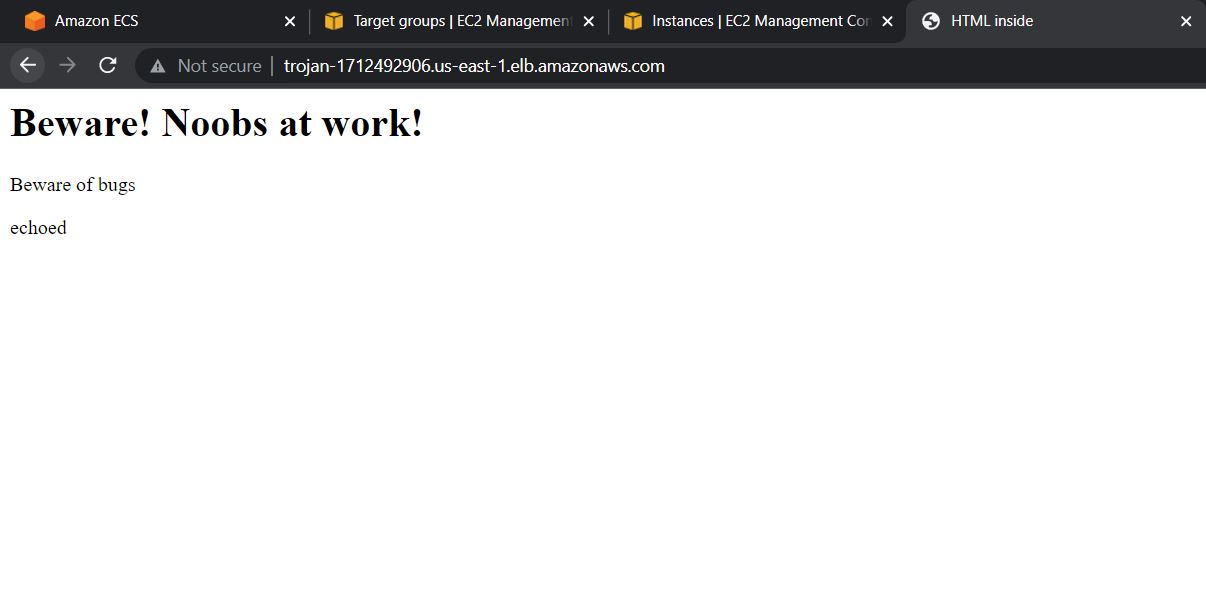 Amazon ECS
Target groups | EC2 Management
Instances | EC2 Management Con
HTML inside
Not secure | trojan-1712492906.us-east-1.elb.amazonaws.com
Beware! Noobs at work!
Beware of bugs
echoed